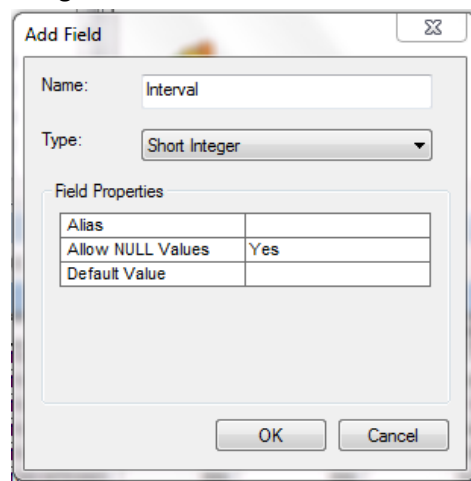 Add Field
Name: Interval
Type: Short Integer
Field Properties
Alias
Allow NULL Values Yes
Default Value
OK Cancel